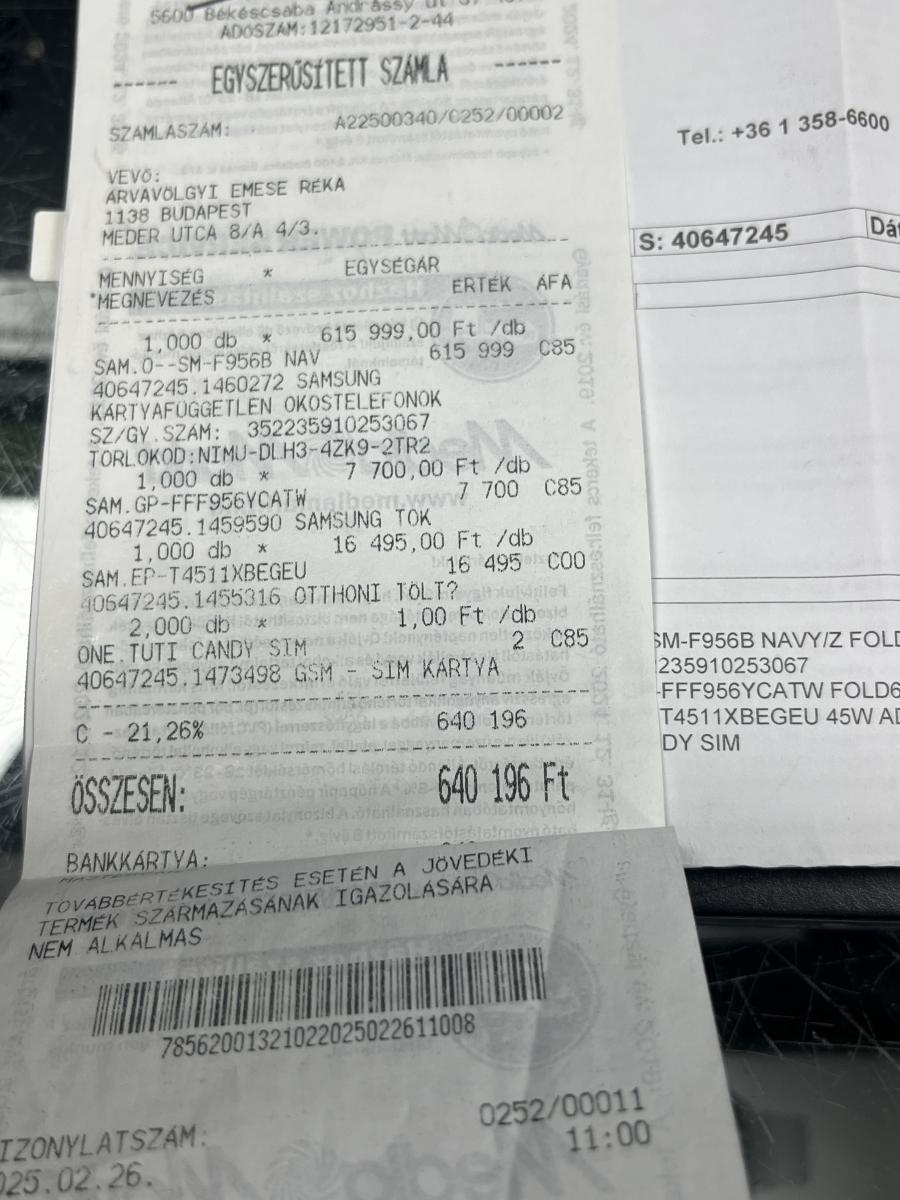 5600 Békéscsaba Andrássy út
ADÓSZÁM:12172951-2-44
------ EGYSZERŰSÍTETT SZÁMLA ------
SZÁMLASZÁM: A22500340/0252/00002
VEVŐ:
ÁRVAVÖLGYI EMESE RÉKA
1138 BUDAPEST
MEDER UTCA 8/A 4/3.
MENNYISÉG * EGYSÉGÁR
*MEGNEVEZÉS ÉRTÉK ÁFA
1,000 db * 615 999,00 Ft /db
SAM.O--SM-F956B NAV 615 999 C85
40647245.1460272 SAMSUNG
KÁRTYAFÜGGETLEN OKOSTELEFONOK
SZ/GY.SZÁM: 352235910253067
TORLOKOD:NIMU-DLH3-4ZK9-2TR2
1,000 db * 7 700,00 Ft /db
SAM.GP-FFF956YCATW 7 700 C85
40647245.1459590 SAMSUNG TOK
1,000 db * 16 495,00 Ft /db
SAM.EP-T4511XBEGEU 16 495 C00
40647245.1455316 OTTHONI TÖLT?
2,000 db * 1,00 Ft /db
ONE.TUTI CANDY SIM 2 C85
40647245.1473498 GSM - SIM KÁRTYA
C - 21,26% 640 196
ÖSSZESEN: 640 196 Ft
BANKKÁRTYA:
TOVÁBBÉRTÉKESÍTÉS ESETÉN A JÖVEDÉKI
TERMÉK SZÁRMAZÁSÁNAK IGAZOLÁSÁRA
NEM ALKALMAS
785620013210220250226110​08
IZONYLATSZÁM: 0252/00011
025.02.26. 11:00
Tel.: +36 1 358-6600
S: 40647245 Dá
SM-F956B NAVY/Z FOLD
235910253067
-FFF956YCATW FOLD6
T4511XBEGEU 45W AD
DY SIM